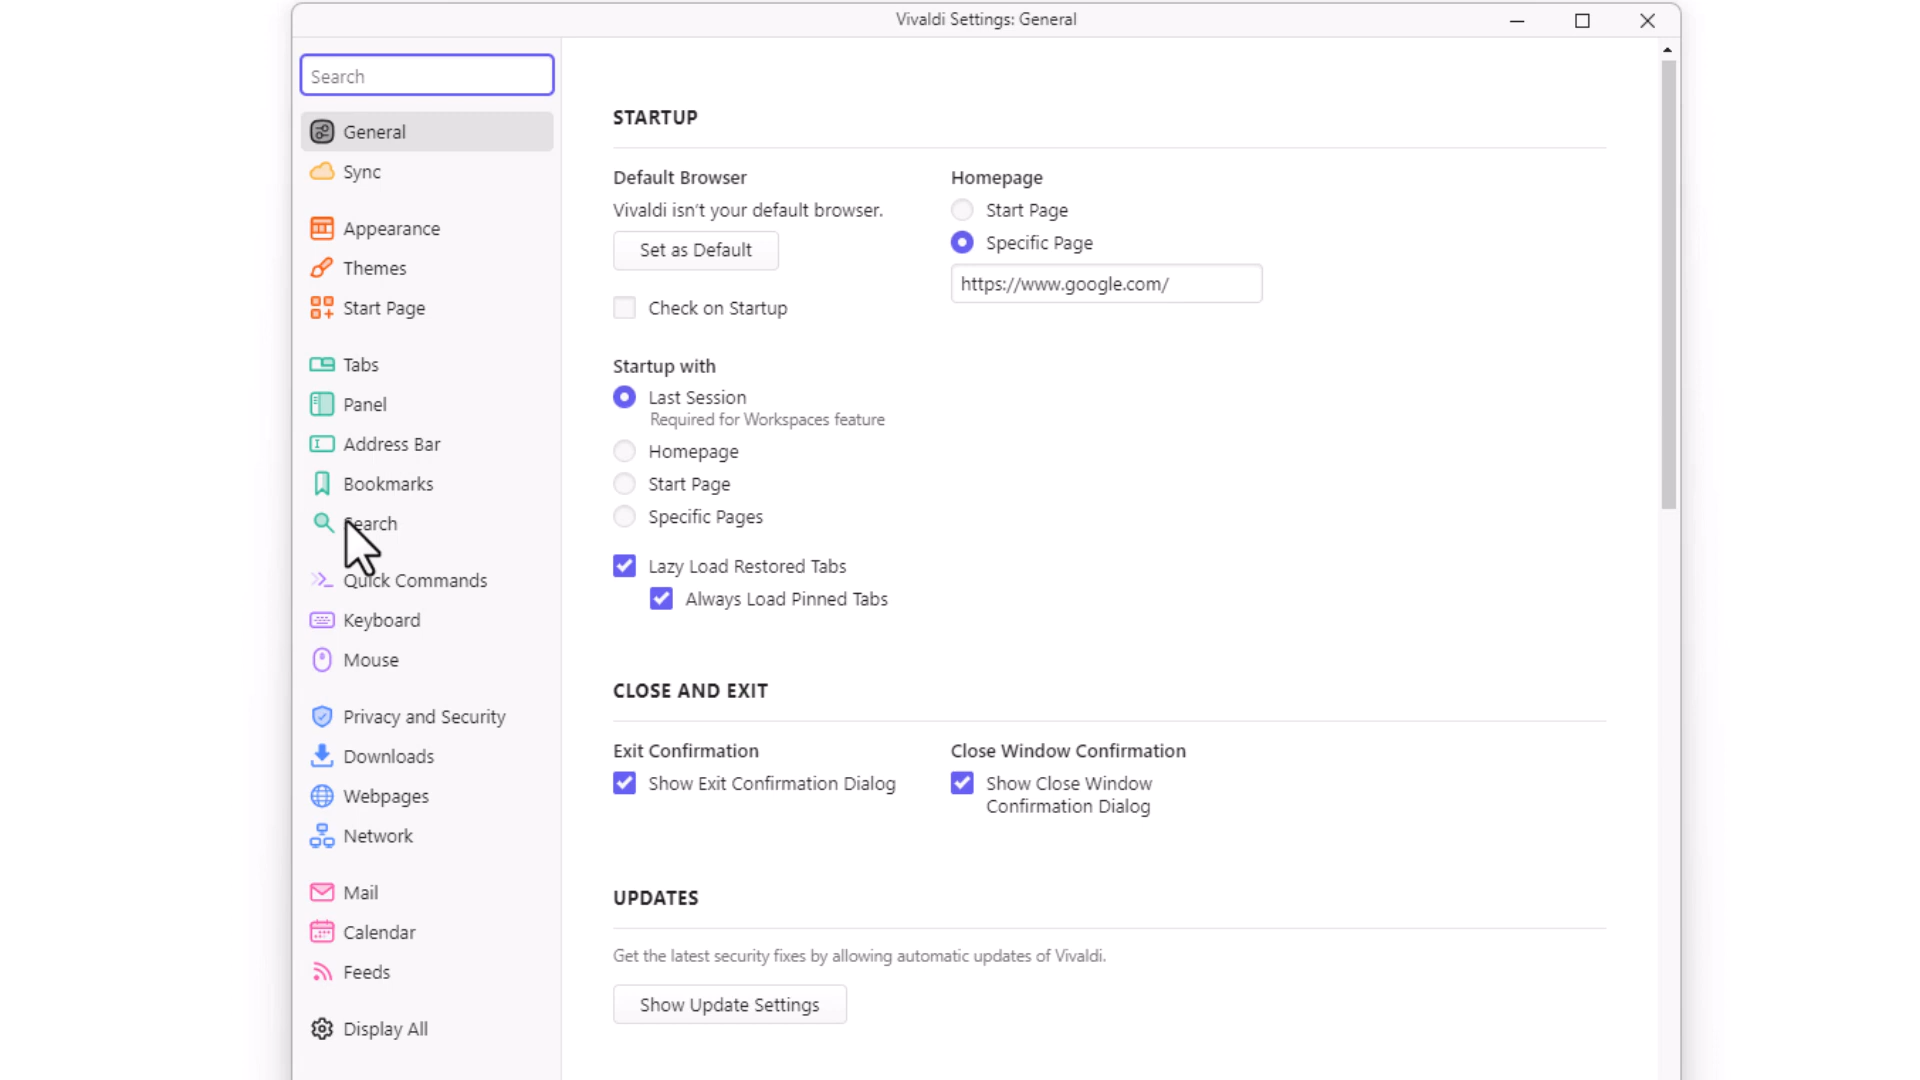 Vivaldi Settings: General
Search
General
Sync
Appearance
Themes
Start Page
Tabs
Panel
Address Bar
Bookmarks
Search
Quick Commands
Keyboard
Mouse
Privacy and Security
Downloads
Webpages
Network
Mail
Calendar
Feeds
Display All
STARTUP
Default Browser
Vivaldi isn't your default browser.
Set as Default
Check on Startup
Homepage
Start Page
Specific Page
https://www.google.com/
Startup with
Last Session
Required for Workspaces feature
Homepage
Start Page
Specific Pages
Lazy Load Restored Tabs
Always Load Pinned Tabs
CLOSE AND EXIT
Exit Confirmation
Show Exit Confirmation Dialog
Close Window Confirmation
Show Close Window
Confirmation Dialog
UPDATES
Get the latest security fixes by allowing automatic updates of Vivaldi.
Show Update Settings